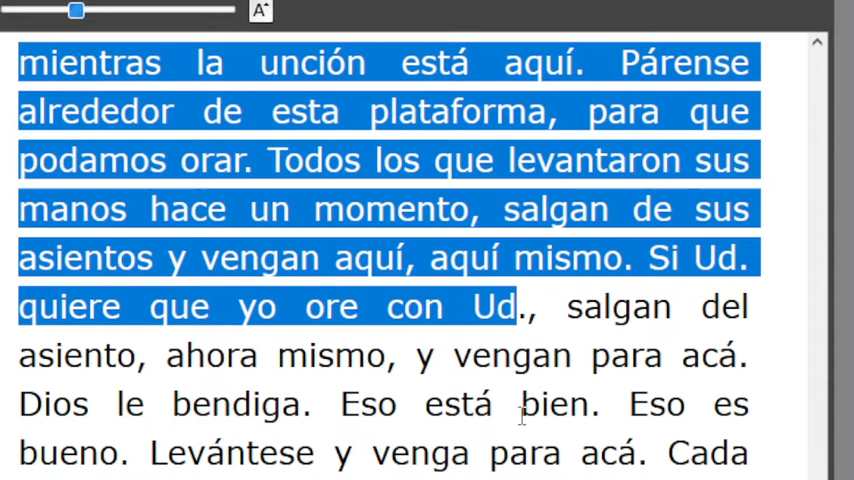 A
mientras la unción está aquí. Párense
alrededor de esta plataforma, para que
podamos orar. Todos los que levantaron sus
manos hace un momento, salgan de sus
asientos y vengan aquí, aquí mismo. Si Ud.
quiere que yo ore con Ud., salgan del
asiento, ahora mismo, y vengan para acá.
Dios le bendiga. Eso está bien. Eso es
bueno. Levántese y venga para acá. Cada